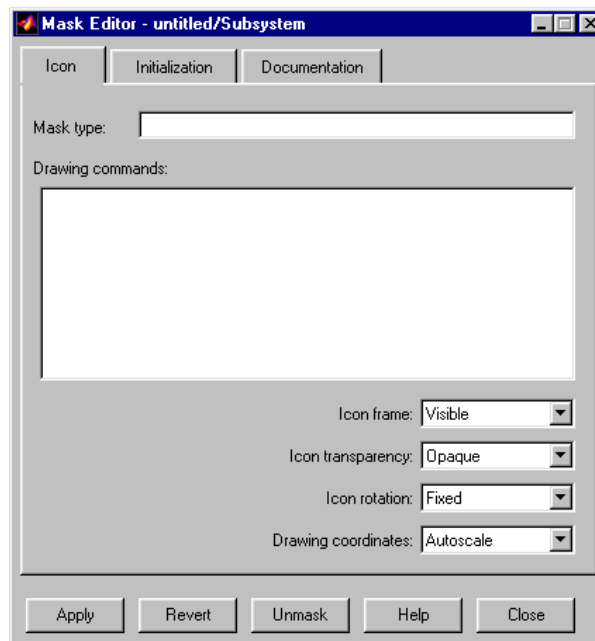 Mask Editor - untitled/Subsystem
Icon Initialization Documentation
Mask type:
Drawing commands:
Icon frame: Visible
Icon transparency: Opaque
Icon rotation: Fixed
Drawing coordinates: Autoscale
Apply Revert Unmask Help Close